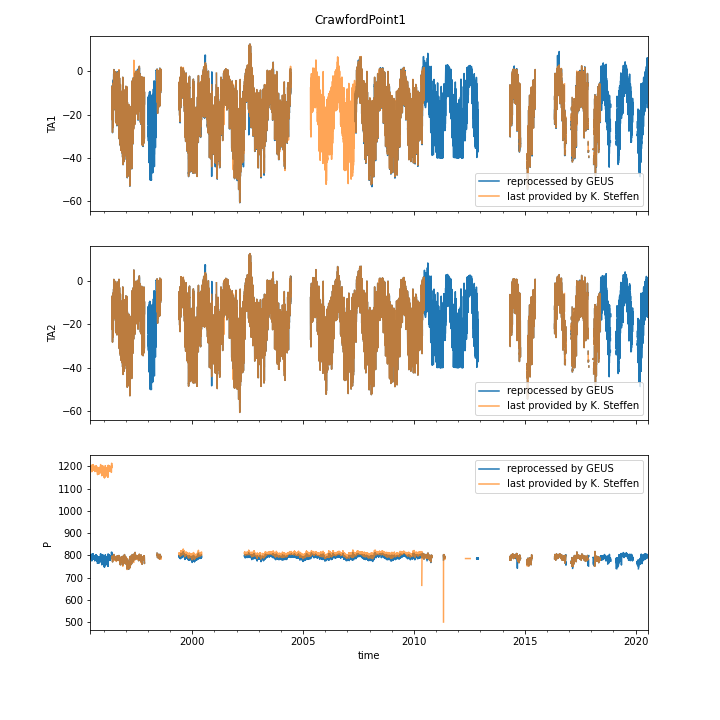 CrawfordPoint1
TA1
0
−20
−40
−60
reprocessed by GEUS
last provided by K. Steffen
TA2
0
−20
−40
−60
reprocessed by GEUS
last provided by K. Steffen
P
1200
1100
1000
900
800
700
600
500
reprocessed by GEUS
last provided by K. Steffen
2000
2005
2010
2015
2020
time